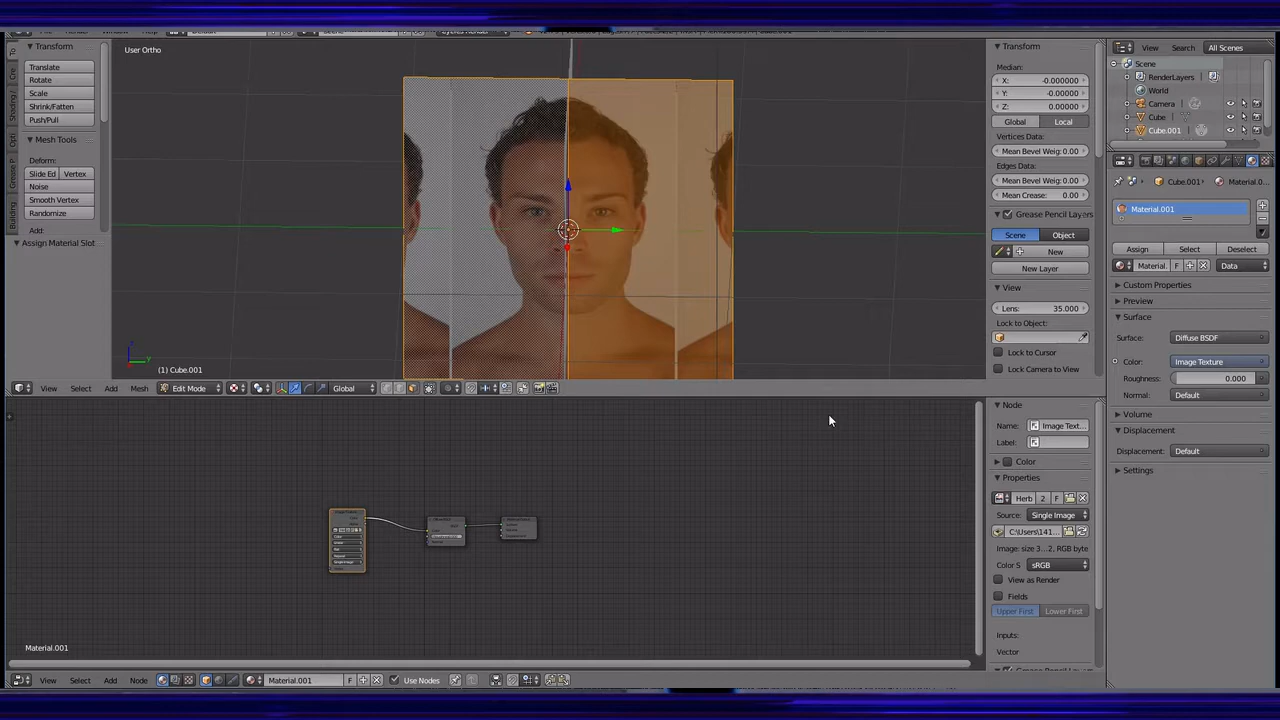 Transform
Translate
Rotate
Scale
Shrink/Fatten
Push/Pull
Mesh Tools
Deform:
Slide Ed Vertex
Noise
Smooth Vertex
Randomize
Add:
Assign Material Slot
User Ortho
(1) Cube.001
View Select Add Mesh Edit Mode Global
Transform
Median:
X: -0.000000
Y: -0.00000
Z: 0.00000
Global Local
Vertices Data:
Mean Bevel Weig:0.00
Edges Data:
Mean Bevel Weig:0.00
Mean Crease: 0.00
Grease Pencil Layers
Scene Object
New
New Layer
View
Lens: 35.000
Lock to Object:
Lock to Cursor
Lock Camera to View
View Search All Scenes
Scene
RenderLayers
World
Camera
Cube
Cube.001
Cube.001 Material.0...
Material.001
Assign Select Deselect
Material. F Data
Custom Properties
Preview
Surface
Surface: Diffuse BSDF
Color: Image Texture
Roughness: 0.000
Normal: Default
Volume
Displacement
Displacement: Default
Settings
Node
Name: Image Text...
Label:
Color
Properties
Herb 2 F
Source: Single Image
C:\Users\141...
Image: size 3...2, RGB byte
Color S sRGB
View as Render
Fields
Upper First Lower First
Inputs:
Vector
Material.001
View Select Add Node Material.001 F Use Nodes